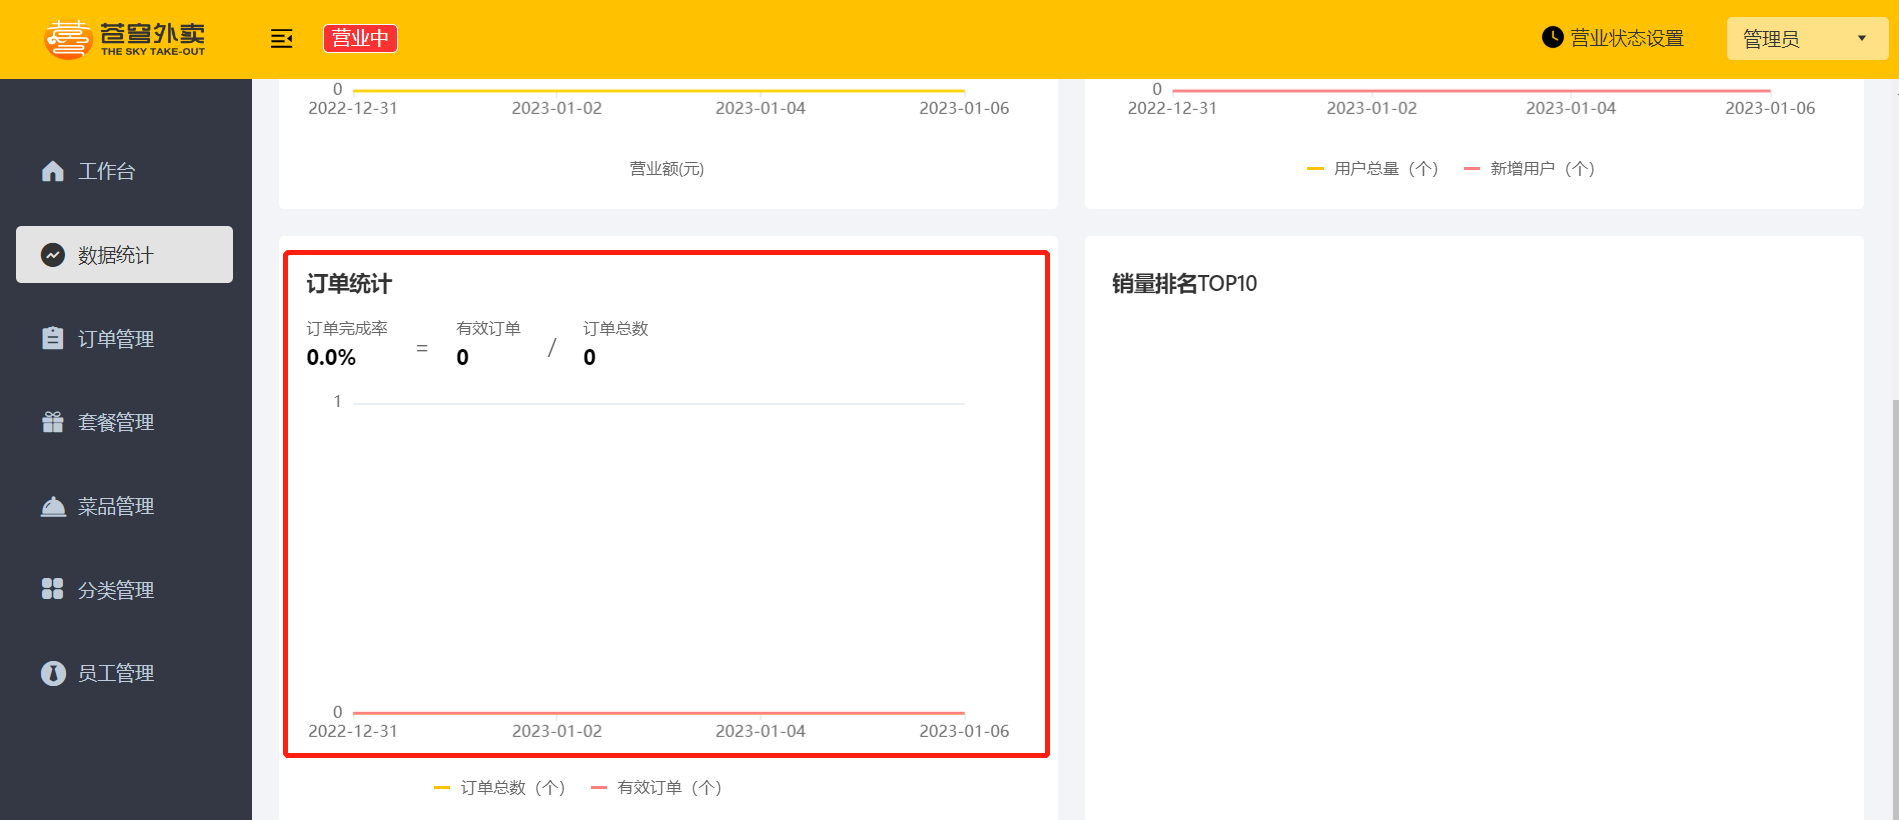 苍穹外卖
THE SKY TAKE-OUT
营业中
营业状态设置
管理员
工作台
数据统计
订单管理
套餐管理
菜品管理
分类管理
员工管理
0
2022-12-31 2023-01-02 2023-01-04 2023-01-06
营业额(元)
0
2022-12-31 2023-01-02 2023-01-04 2023-01-06
用户总量（个） 新增用户（个）
订单统计
订单完成率 有效订单 订单总数
0.0% = 0 / 0
1
0
2022-12-31 2023-01-02 2023-01-04 2023-01-06
订单总数（个） 有效订单（个）
销量排名TOP10